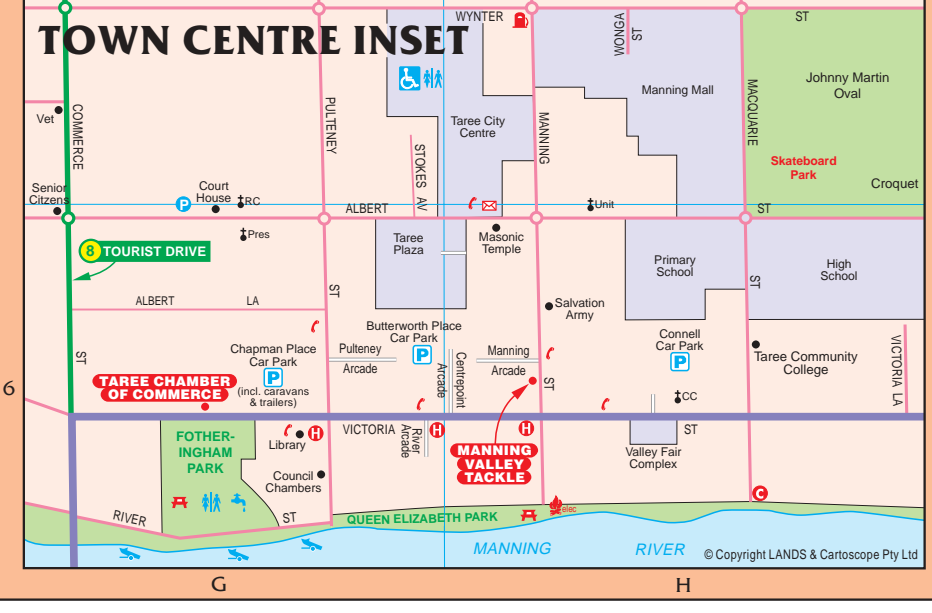 WYNTER
ST
TOWN CENTRE INSET
WONGA
ST
Johnny Martin
Oval
Manning Mall
Vet
COMMERCE
PULTENEY
Taree City
Centre
MANNING
MACQUARIE
STOKES AV
Skateboard
Park
Croquet
Senior
Citzens
Court
House
P
RC
ALBERT
Unit
ST
Pres
8 TOURIST DRIVE
Taree
Plaza
Masonic
Temple
Primary
School
High
School
ST
ST
ALBERT LA
Salvation
Army
Butterworth Place
Car Park
P
Connell
Car Park
P
Chapman Place
Car Park
P
(incl. caravans
& trailers)
Pulteney
Arcade
Centrepoint
Arcade
Manning
Arcade
ST
ST
Taree Community
College
VICTORIA LA
6
TAREE CHAMBER
OF COMMERCE
CC
FOTHER-
INGHAM
PARK
Library
H
VICTORIA
River
Arcade
H
H
ST
MANNING
VALLEY
TACKLE
Valley Fair
Complex
Council
Chambers
C
RIVER
ST
QUEEN ELIZABETH PARK
elec
MANNING RIVER
© Copyright LANDS & Cartoscope Pty Ltd
G
H